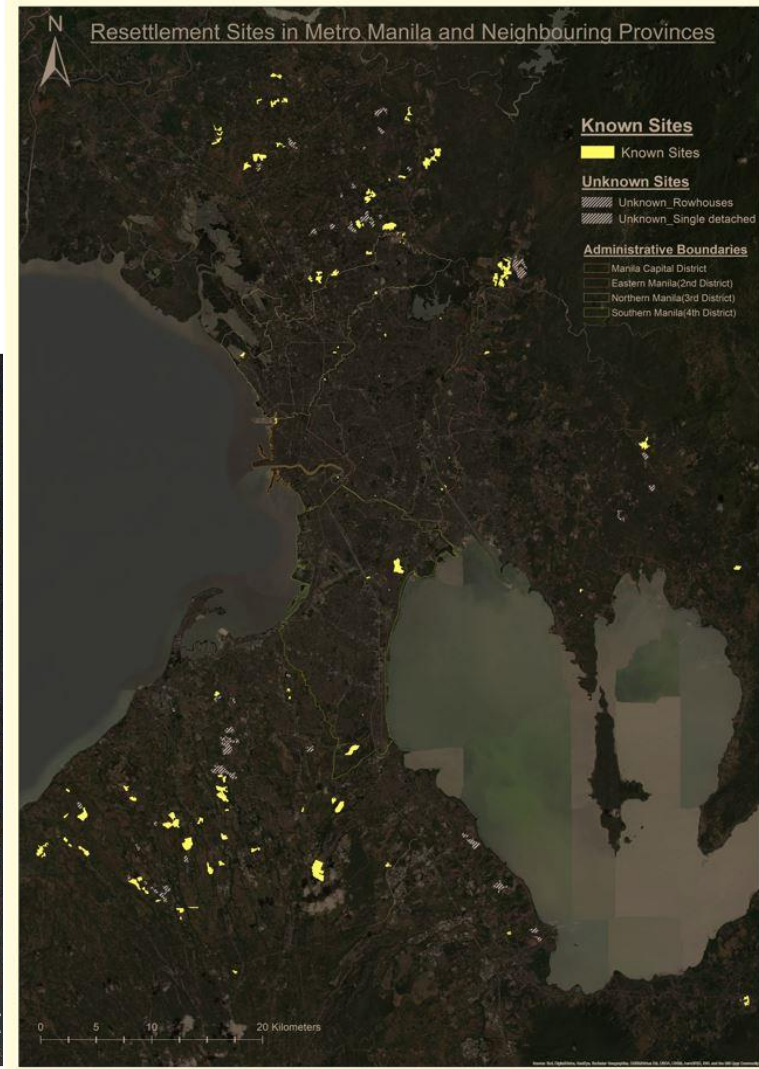 N
Resettlement Sites in Metro Manila and Neighbouring Provinces
Known Sites
Known Sites
Unknown Sites
Unknown_Rowhouses
Unknown_Single detached
Administrative Boundaries
Manila Capital District
Eastern Manila(2nd District)
Northern Manila(3rd District)
Southern Manila(4th District)
0 5 10 20 Kilometers